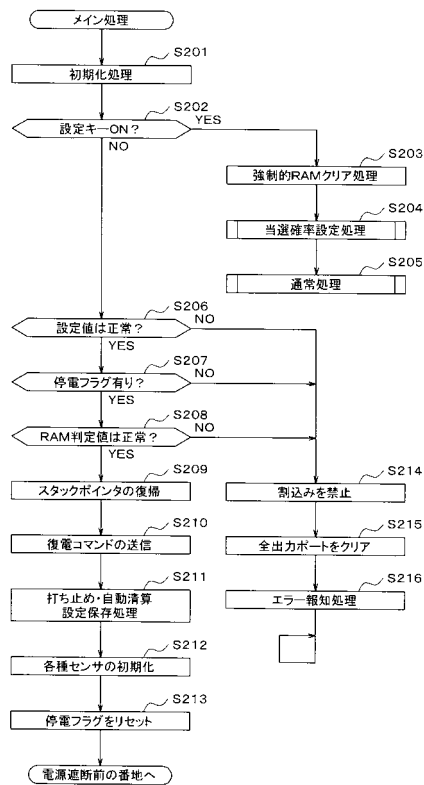 メイン処理
S201
初期化処理
S202
設定キーON?
YES
NO
S203
強制的RAMクリア処理
S204
当選確率設定処理
S205
通常処理
S206
設定値は正常?
NO
YES
S207
停電フラグ有り?
NO
YES
S208
RAM判定値は正常?
NO
YES
S209
スタックポインタの復帰
S210
復電コマンドの送信
S211
打ち止め・自動清算
設定保存処理
S212
各種センサの初期化
S213
停電フラグをリセット
電源遮断前の番地へ
S214
割込みを禁止
S215
全出力ポートをクリア
S216
エラー報知処理